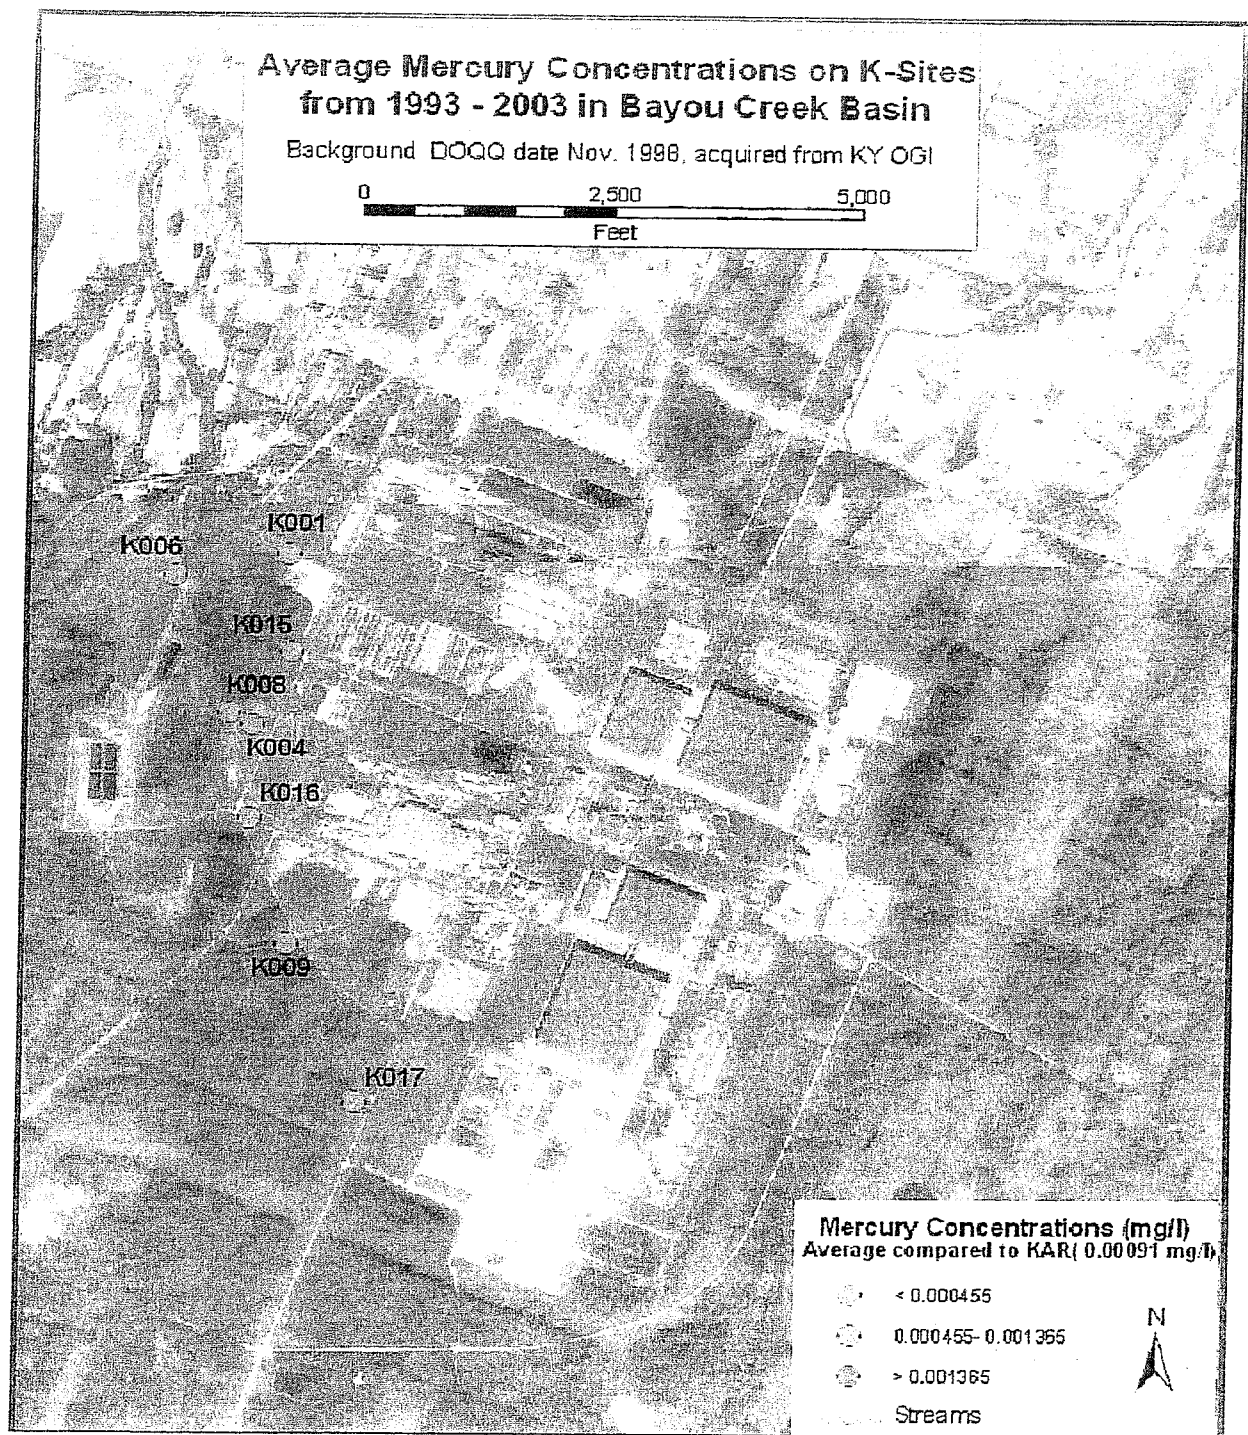 Average Mercury Concentrations on K-Sites
from 1993 - 2003 in Bayou Creek Basin
Background DOQQ date Nov. 1998, acquired from KY OGI
0 2,500 5,000
Feet
K001
K006
K015
K008
K004
K016
K009
K017
Mercury Concentrations (mg/l)
Average compared to KAR( 0.00091 mg/l)
< 0.000455
0.000455- 0.001365
> 0.001365
Streams
N